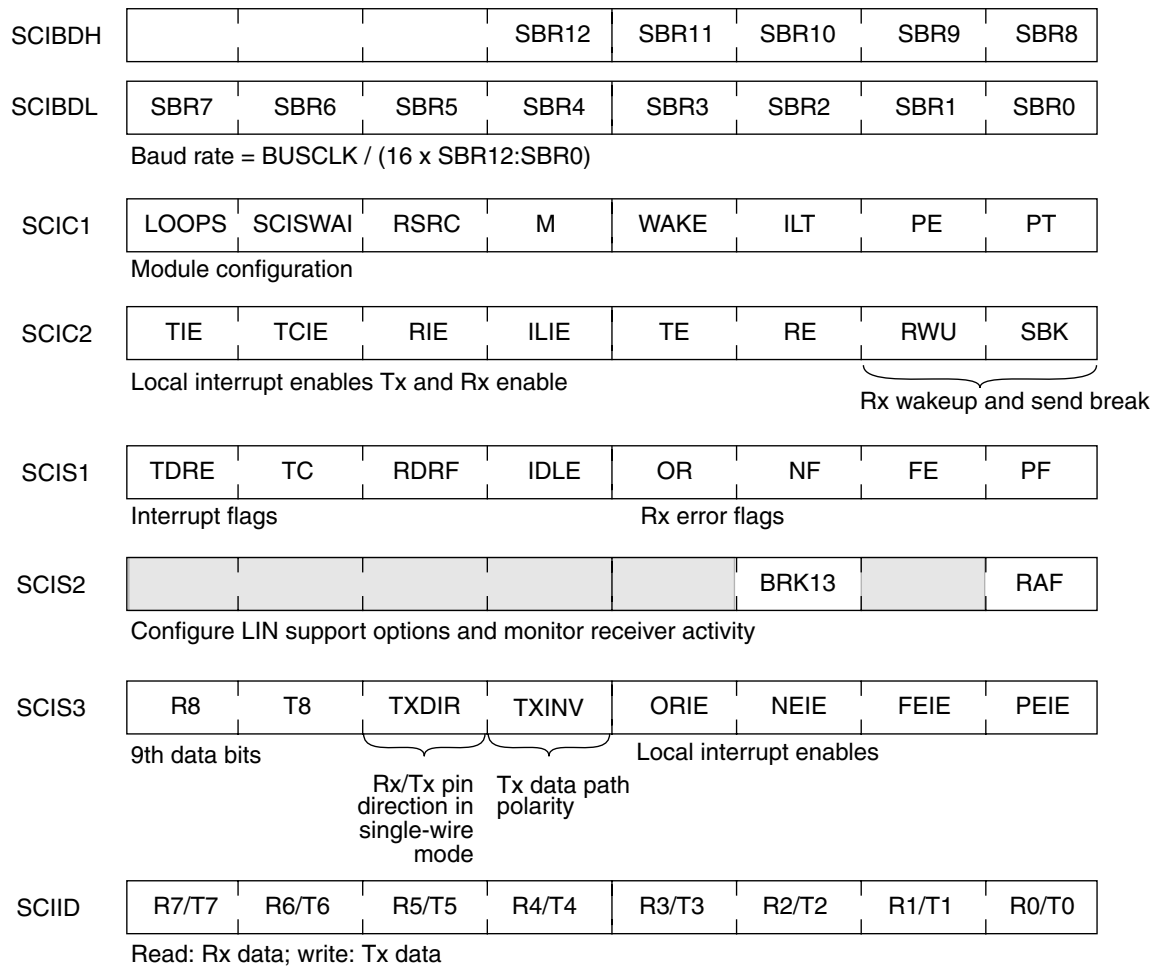 SCIBDH SBR12 SBR11 SBR10 SBR9 SBR8
SCIBDL SBR7 SBR6 SBR5 SBR4 SBR3 SBR2 SBR1 SBR0
Baud rate = BUSCLK / (16 x SBR12:SBR0)
SCIC1 LOOPS SCISWAI RSRC M WAKE ILT PE PT
Module configuration
SCIC2 TIE TCIE RIE ILIE TE RE RWU SBK
Local interrupt enables Tx and Rx enable
Rx wakeup and send break
SCIS1 TDRE TC RDRF IDLE OR NF FE PF
Interrupt flags Rx error flags
SCIS2 BRK13 RAF
Configure LIN support options and monitor receiver activity
SCIS3 R8 T8 TXDIR TXINV ORIE NEIE FEIE PEIE
9th data bits Local interrupt enables
Rx/Tx pin
direction in
single-wire
mode
Tx data path
polarity
SCIID R7/T7 R6/T6 R5/T5 R4/T4 R3/T3 R2/T2 R1/T1 R0/T0
Read: Rx data; write: Tx data